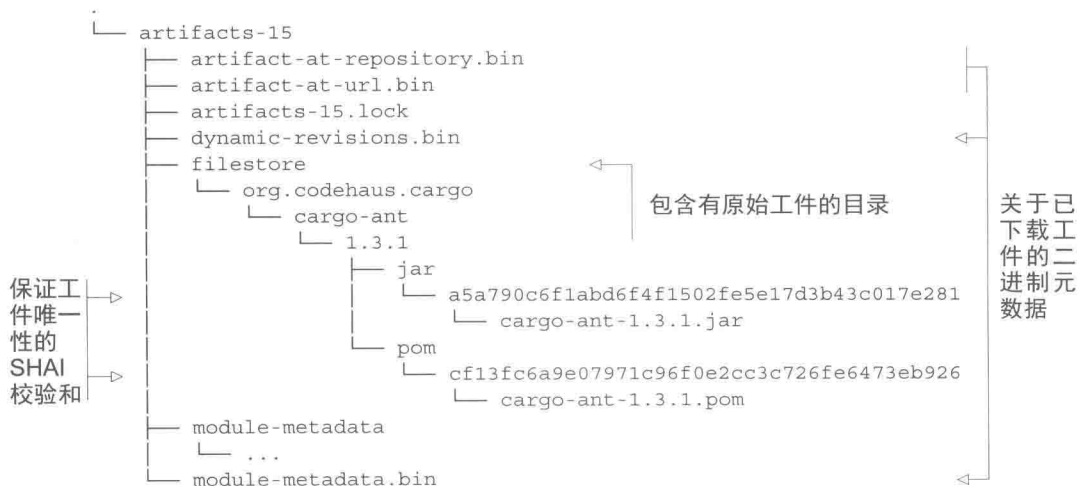 .
└── artifacts-15
├── artifact-at-repository.bin
├── artifact-at-url.bin
├── artifacts-15.lock
├── dynamic-revisions.bin
├── filestore
│   └── org.codehaus.cargo
│       └── cargo-ant
│           └── 1.3.1
│               ├── jar
│               │   └── a5a790c6f1abd6f4f1502fe5e17d3b43c017e281
│               │       └── cargo-ant-1.3.1.jar
│               └── pom
│                   └── cf13fc6a9e07971c96f0e2cc3c726fe6473eb926
│                       └── cargo-ant-1.3.1.pom
├── module-metadata
│   └── ...
└── module-metadata.bin
包含有原始工件的目录
关于已
下载工
件的二
进制元
数据
保证工
件唯一
性的
SHAI
校验和